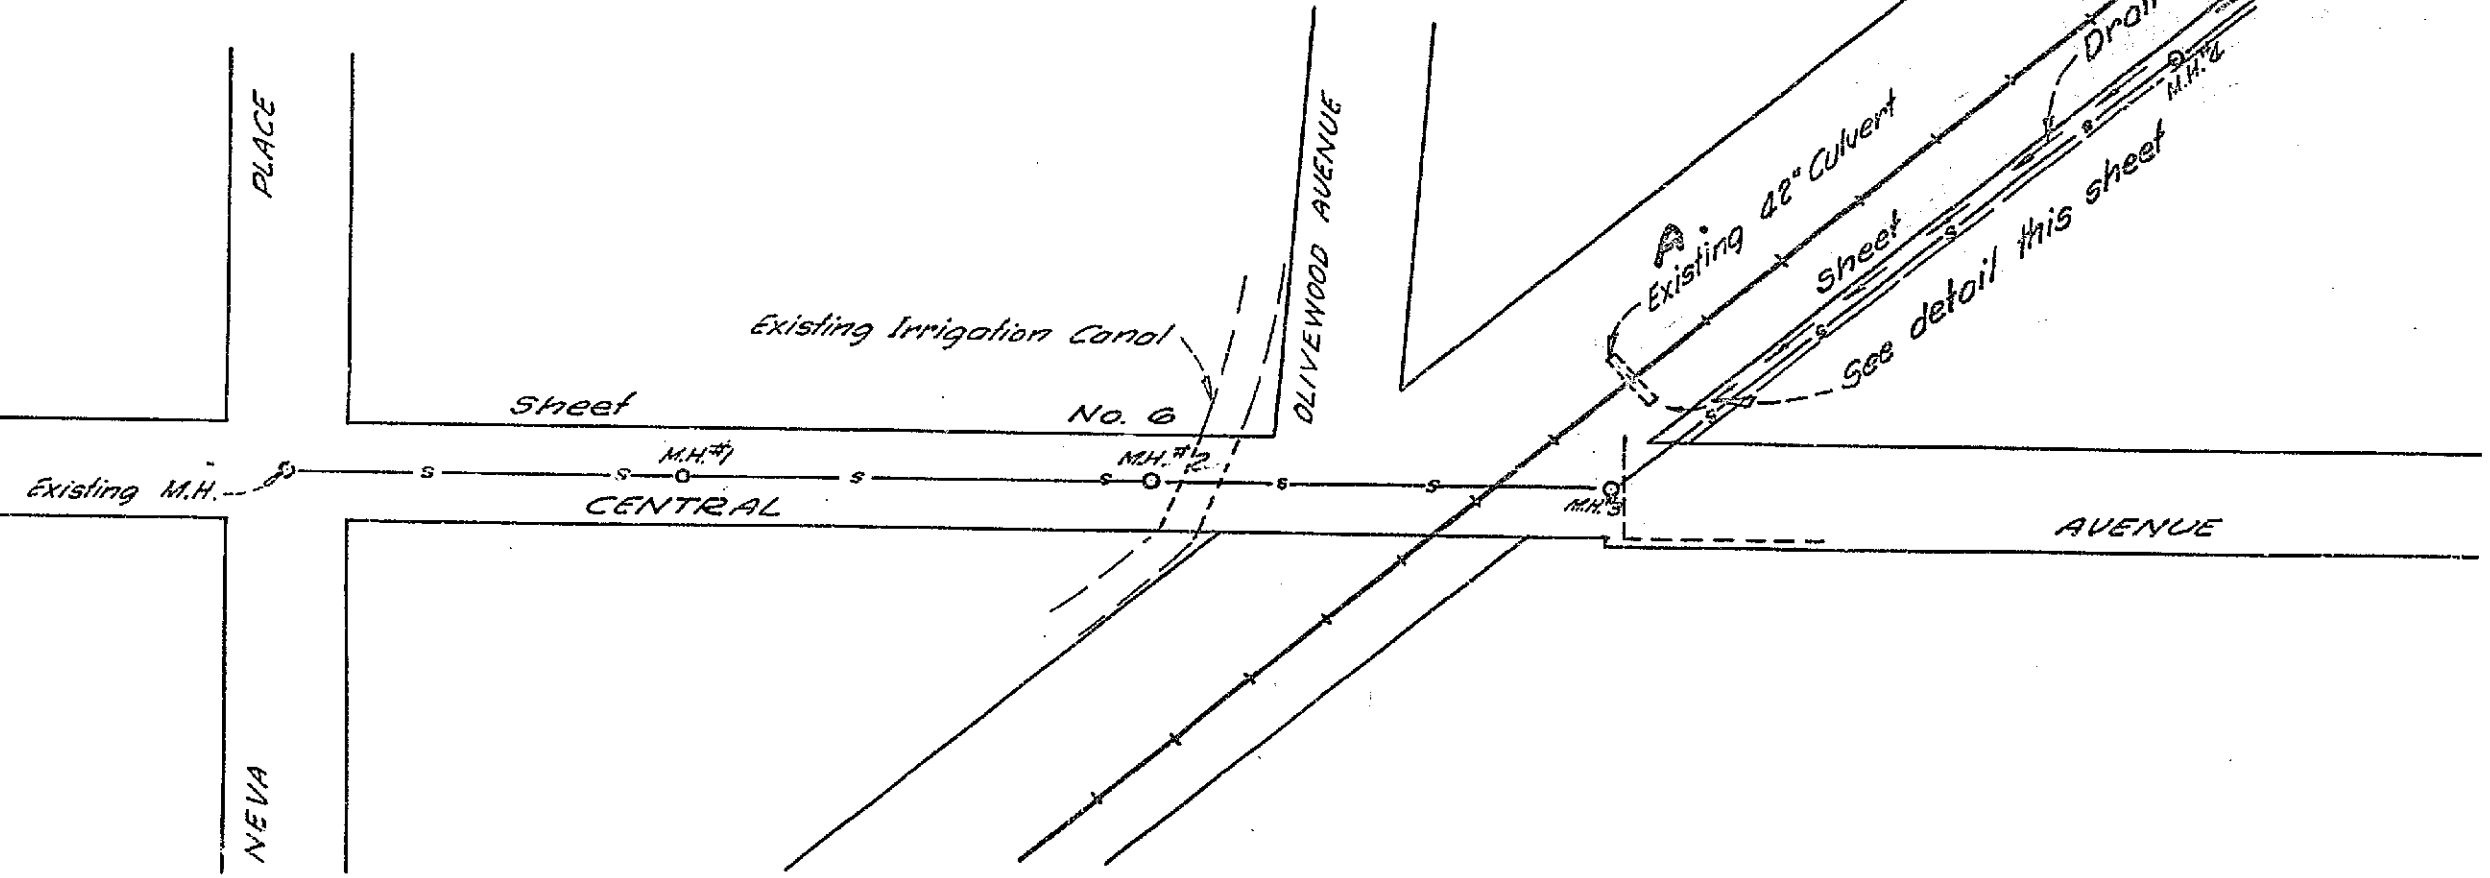 PLACE
NEVA
OLIVEWOOD AVENUE
Existing Irrigation Canal
Sheet No. 6
Existing M.H.
M.H.#1
M.H.#2
M.H.#3
M.H.#4
CENTRAL AVENUE
A.
Existing 42" Culvert
sheet
See detail this sheet
s s s s s s s s s s s